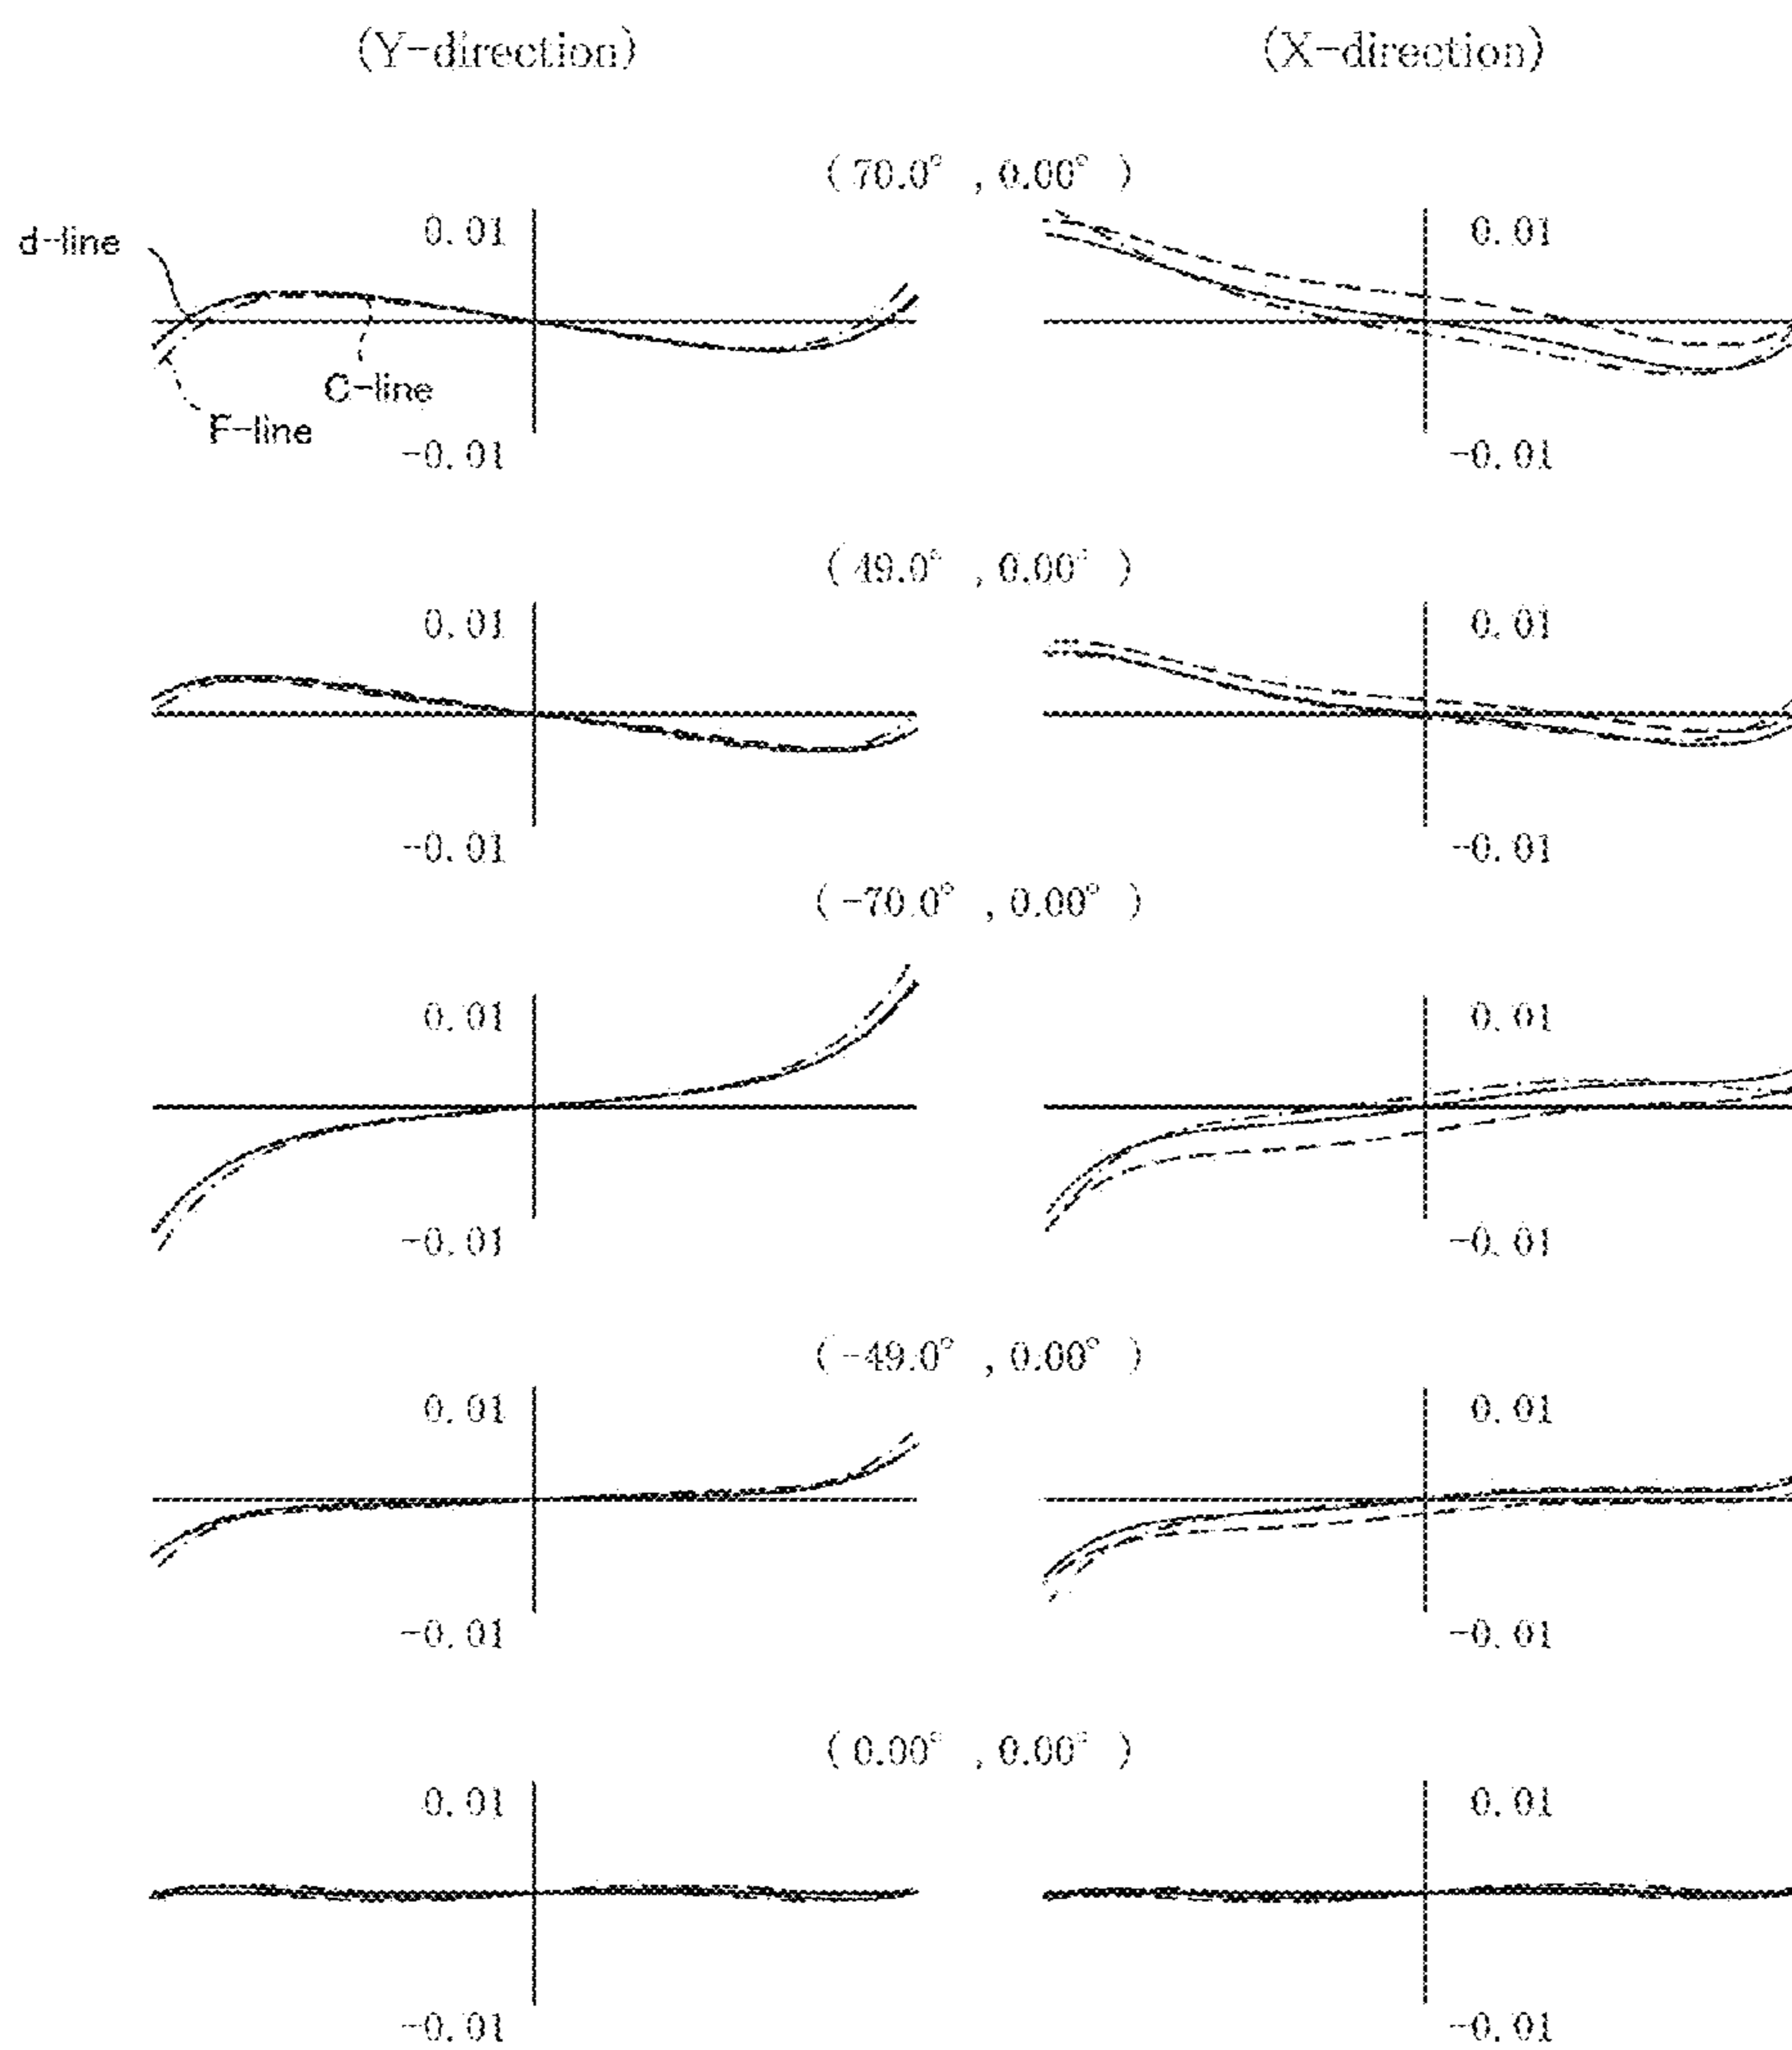 (Y-direction) (X-direction)
(70.0° , 0.00° )
d-line
0.01 0.01
C-line
F-line
-0.01 -0.01
(49.0° , 0.00° )
0.01 0.01
-0.01 -0.01
(-70.0° , 0.00° )
0.01 0.01
-0.01 -0.01
(-49.0° , 0.00° )
0.01 0.01
-0.01 -0.01
(0.00° , 0.00° )
0.01 0.01
-0.01 -0.01